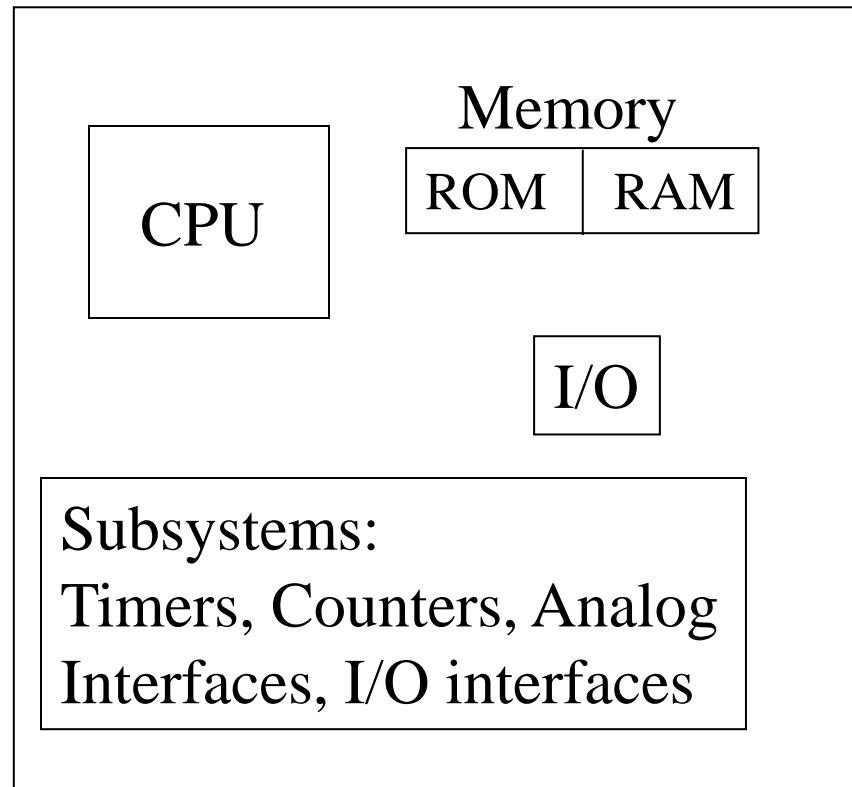 Memory
CPU
ROM RAM
I/O
Subsystems:
Timers, Counters, Analog
Interfaces, I/O interfaces